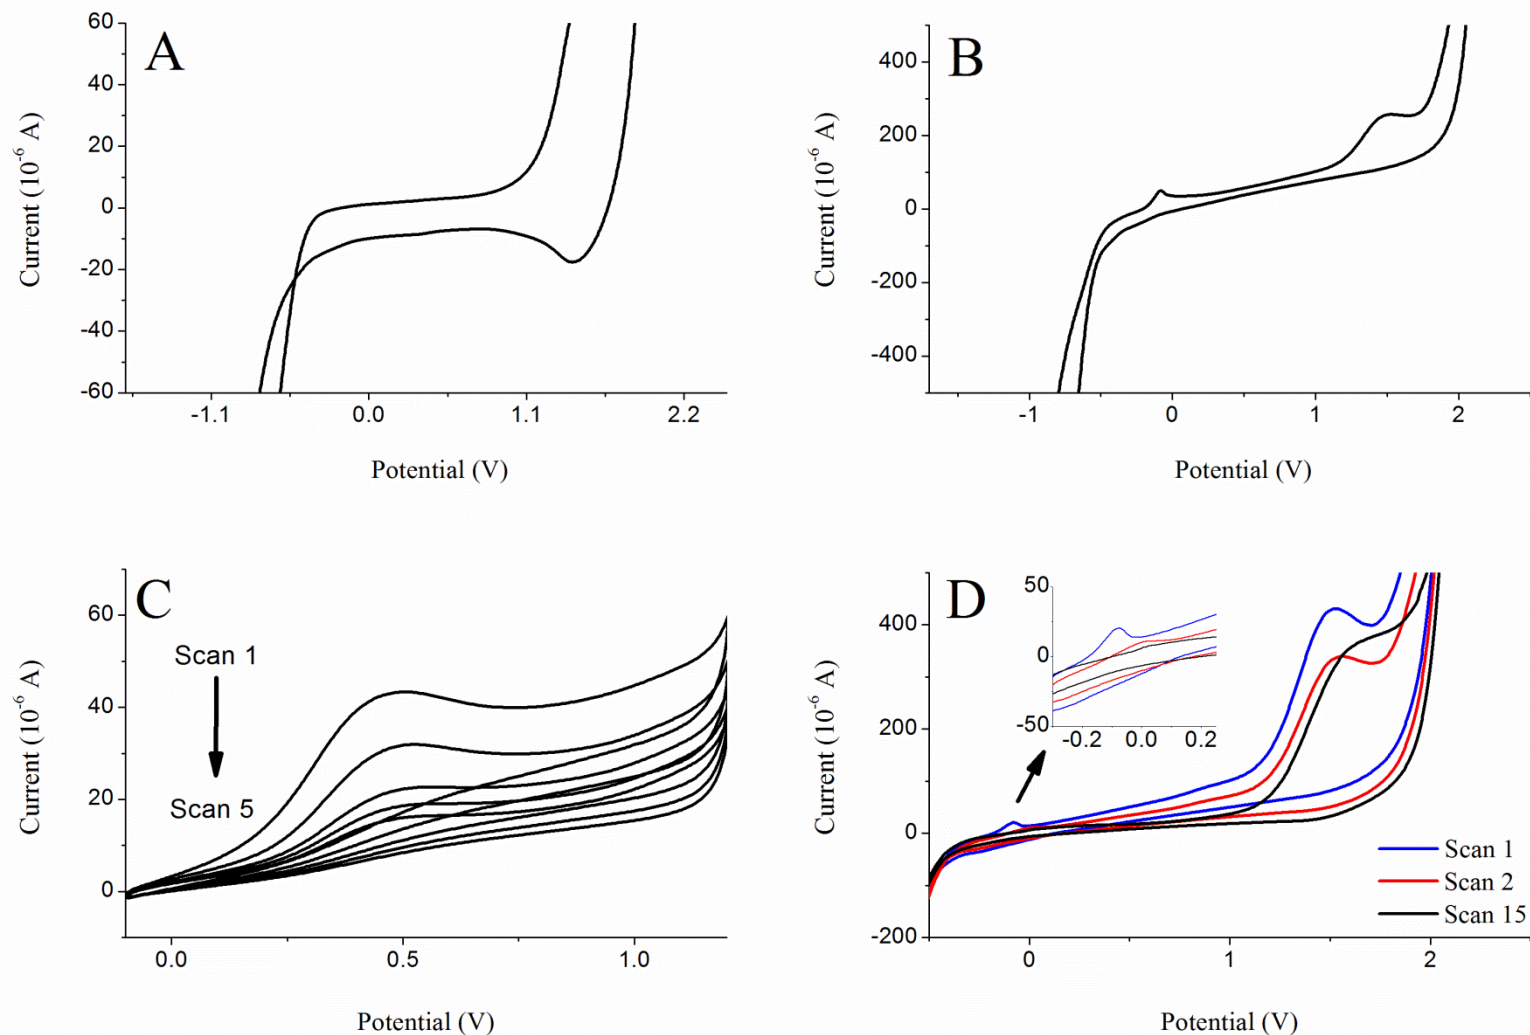 A
60
40
20
0
-20
-40
-60
Current (10⁻⁶ A)
-1.1
0.0
1.1
2.2
Potential (V)
B
400
200
0
-200
-400
Current (10⁻⁶ A)
-1
0
1
2
Potential (V)
C
Scan 1
Scan 5
60
40
20
0
Current (10⁻⁶ A)
0.0
0.5
1.0
Potential (V)
D
50
0
-50
-0.2
0.0
0.2
400
200
0
-200
Current (10⁻⁶ A)
Scan 1
Scan 2
Scan 15
0
1
2
Potential (V)